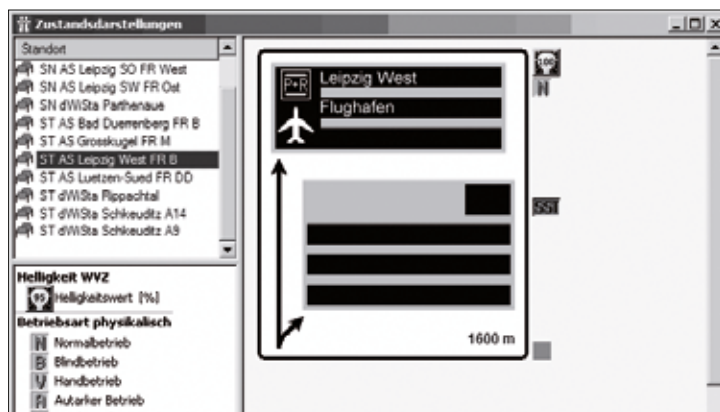 Zustandsdarstellungen
Standort
SN AS Leipzig SO FR West
SN AS Leipzig SW FR Ost
SN dWiSta Parthenaue
ST AS Bad Duerrenberg FR B
ST AS Grosskugel FR M
ST AS Leipzig West FR B
ST AS Luetzen-Sued FR DD
ST dWiSta Rippachtal
ST dWiSta Schkeuditz A14
ST dWiSta Schkeuditz A9
Helligkeit WVZ
95 Helligkeitswert [%]
Betriebsart physikalisch
N Normalbetrieb
B Blindbetrieb
V Handbetrieb
A Autarker Betrieb
P+R Leipzig West
Flughafen
1600 m
100
N
SST